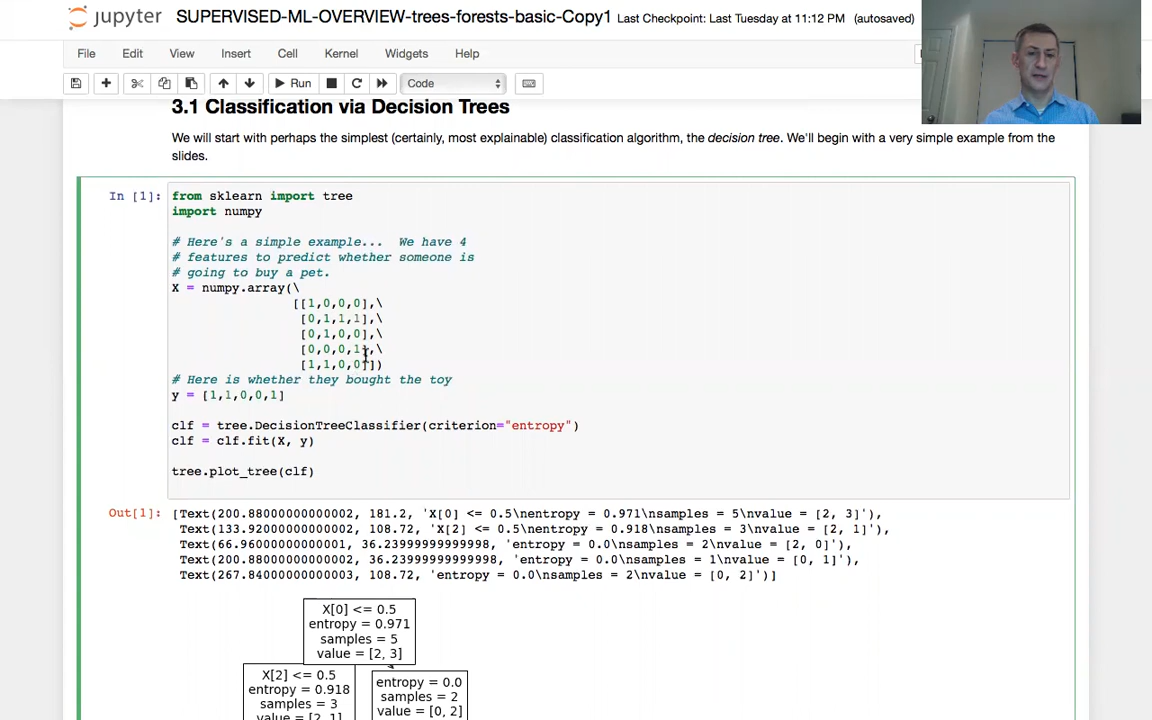 jupyter SUPERVISED-ML-OVERVIEW-trees-forests-basic-Copy1 Last Checkpoint: Last Tuesday at 11:12 PM (autosaved)
File Edit View Insert Cell Kernel Widgets Help
Run Code
3.1 Classification via Decision Trees
We will start with perhaps the simplest (certainly, most explainable) classification algorithm, the decision tree. We'll begin with a very simple example from the
slides.
In [1]: from sklearn import tree
import numpy
# Here's a simple example... We have 4
# features to predict whether someone is
# going to buy a pet.
X = numpy.array(\
[[1,0,0,0],\
[0,1,1,1],\
[0,1,0,0],\
[0,0,0,1],\
[1,1,0,0]])
# Here is whether they bought the toy
y = [1,1,0,0,1]
clf = tree.DecisionTreeClassifier(criterion="entropy")
clf = clf.fit(X, y)
tree.plot_tree(clf)
Out[1]: [Text(200.88000000000002, 181.2, 'X[0] <= 0.5\nentropy = 0.971\nsamples = 5\nvalue = [2, 3]'),
Text(133.92000000000002, 108.72, 'X[2] <= 0.5\nentropy = 0.918\nsamples = 3\nvalue = [2, 1]'),
Text(66.96000000000001, 36.23999999999998, 'entropy = 0.0\nsamples = 2\nvalue = [2, 0]'),
Text(200.88000000000002, 36.23999999999998, 'entropy = 0.0\nsamples = 1\nvalue = [0, 1]'),
Text(267.84000000000003, 108.72, 'entropy = 0.0\nsamples = 2\nvalue = [0, 2]')]
X[0] <= 0.5
entropy = 0.971
samples = 5
value = [2, 3]
X[2] <= 0.5
entropy = 0.918
samples = 3
value = [2, 1]
entropy = 0.0
samples = 2
value = [0, 2]